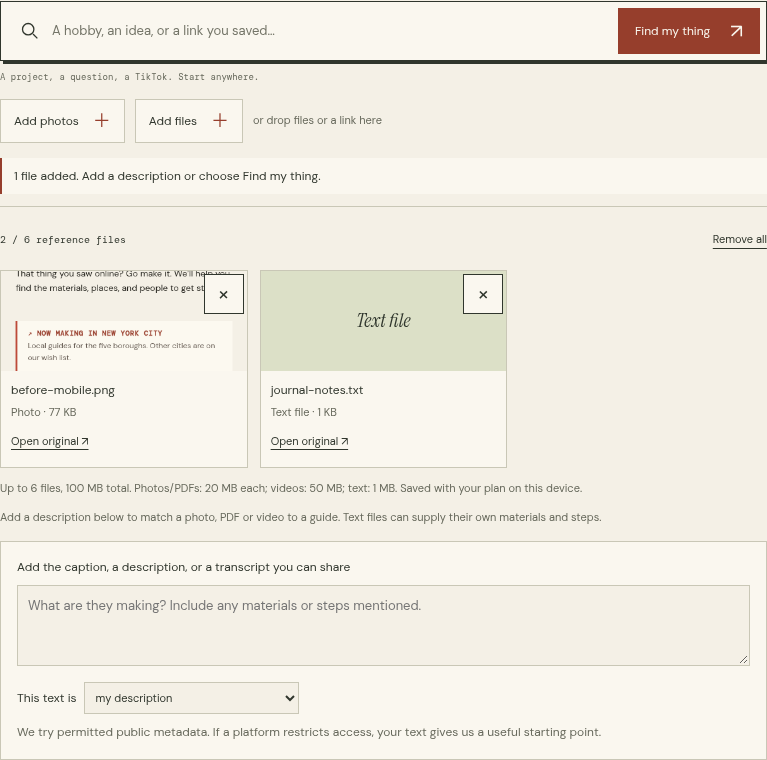 A hobby, an idea, or a link you saved...
Find my thing
A project, a question, a TikTok. Start anywhere.
Add photos
Add files
or drop files or a link here
1 file added. Add a description or choose Find my thing.
2 / 6 reference files
Remove all
That thing you saw online? Go make it. We'll help you
find the materials, places, and people to get st
↗ NOW MAKING IN NEW YORK CITY
Local guides for the five boroughs. Other cities are on
our wish list.
before-mobile.png
Photo · 77 KB
Open original ↗
Text file
journal-notes.txt
Text file · 1 KB
Open original ↗
Up to 6 files, 100 MB total. Photos/PDFs: 20 MB each; videos: 50 MB; text: 1 MB. Saved with your plan on this device.
Add a description below to match a photo, PDF or video to a guide. Text files can supply their own materials and steps.
Add the caption, a description, or a transcript you can share
What are they making? Include any materials or steps mentioned.
This text is
my description
We try permitted public metadata. If a platform restricts access, your text gives us a useful starting point.